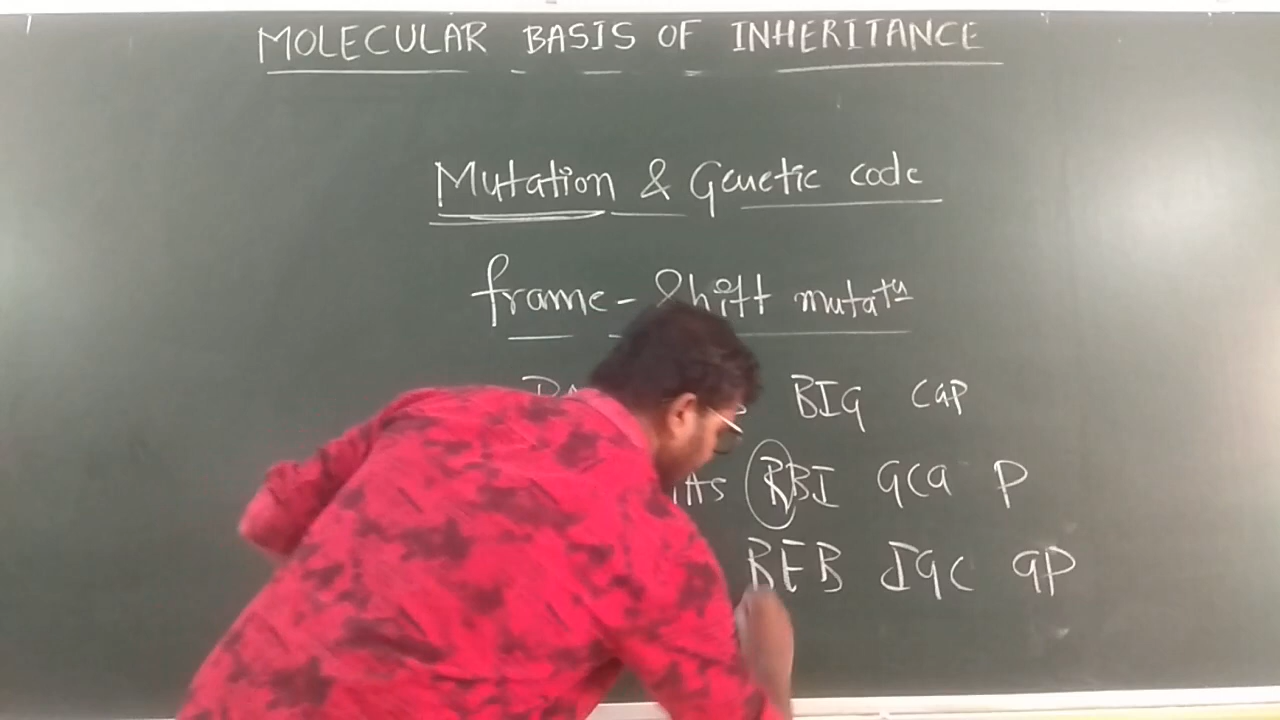 MOLECULAR BASIS OF INHERITANCE
Mutation & Genetic code
frame-Shift mutatn
BIG cap
RBI GCa P
REB IGC aP